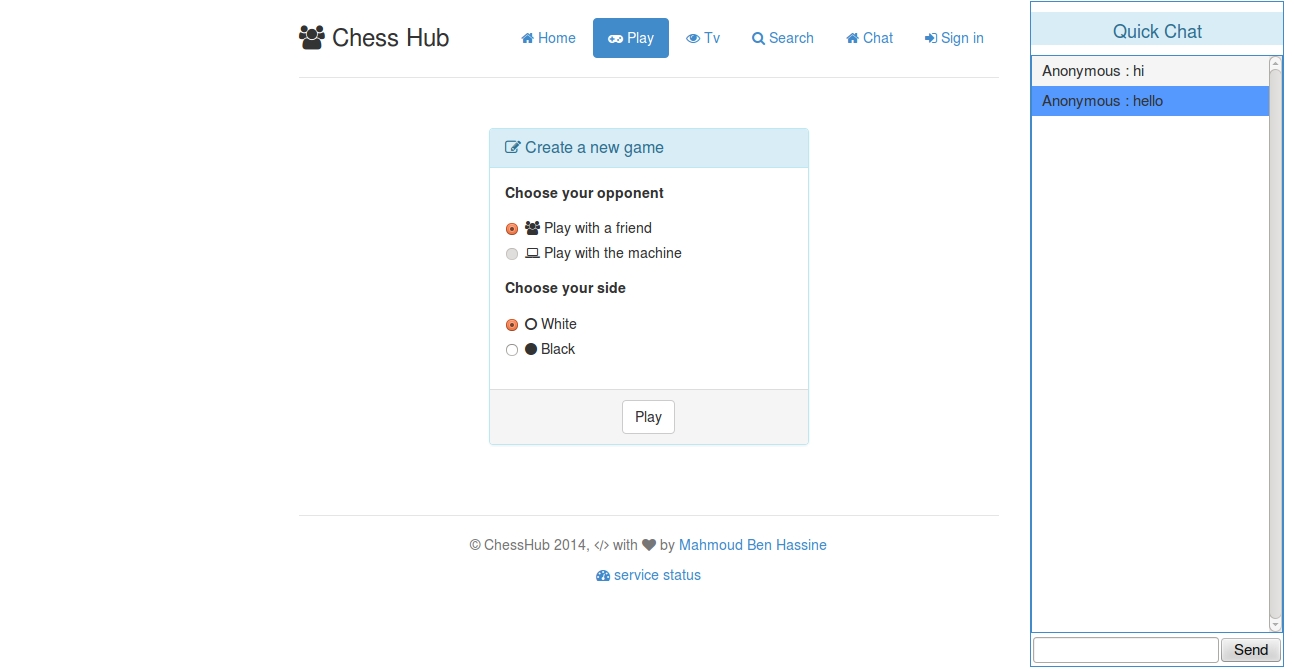 Chess Hub
Home Play Tv Search Chat Sign in
Create a new game
Choose your opponent
Play with a friend
Play with the machine
Choose your side
White
Black
Play
© ChessHub 2014, </> with ♥ by Mahmoud Ben Hassine
service status
Quick Chat
Anonymous : hi
Anonymous : hello
Send